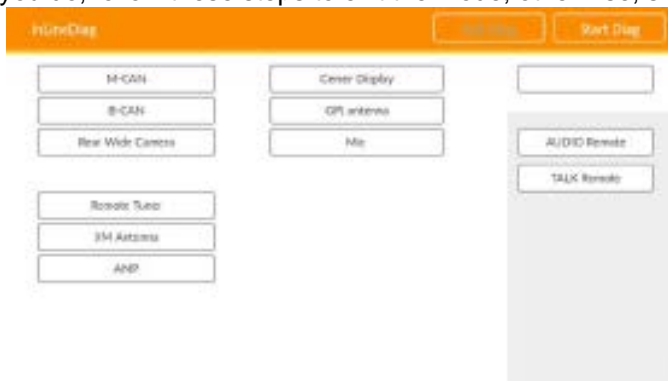 InLineDiag
Start Diag
M-CAN
Cener Display
B-CAN
GPS antenna
Rear Wide Camera
Mic
AUDIO Remote
TALK Remote
Remote Tuner
XM Antenna
AMP